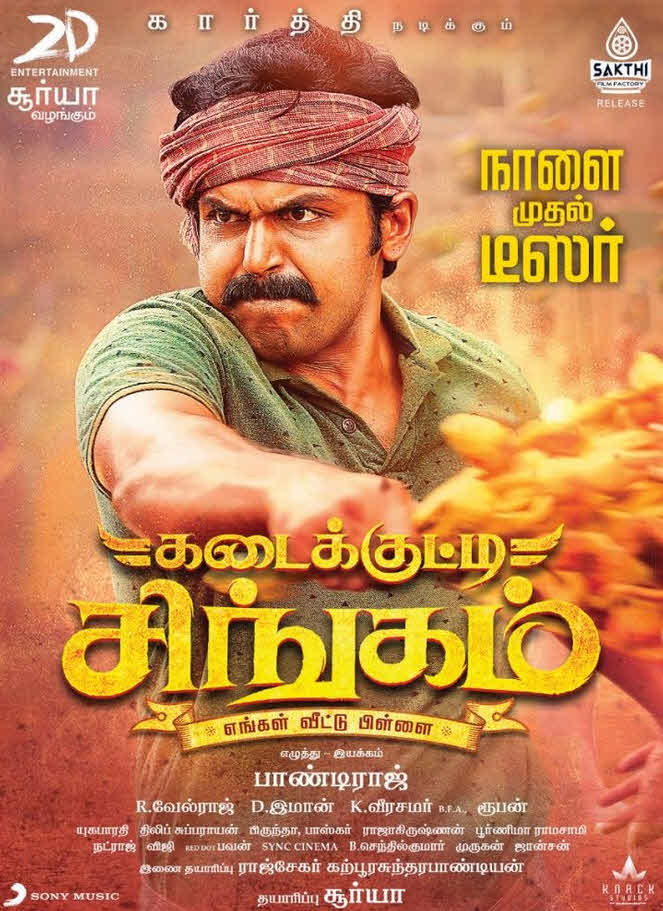 கார்த்தி நடிக்கும்
2D
ENTERTAINMENT
சூர்யா
வழங்கும்
SAKTHI
FILM FACTORY
RELEASE
நாளை
முதல்
டீஸர்
கடைக்குட்டி
சிங்கம்
எங்கள் வீட்டு பிள்ளை
எழுத்து - இயக்கம்
பாண்டிராஜ்
R.வேல்ராஜ் D.இமான் K.வீரசமர் B.F.A., ரூபன்
யுகபாரதி திலிப் சுப்பராயன் பிருந்தா, பாஸ்கர் ராஜாகிருஷ்ணன் பூர்ணிமா ராமசாமி
நட்ராஜ் விஜி RED DOT பவன் SYNC CINEMA B.செந்தில்குமார் முருகன் ஜான்சன்
இணை தயாரிப்பு ராஜ்சேகர் கற்பூரசுந்தரபாண்டியன்
தயாரிப்பு சூர்யா
SONY MUSIC
KNACK
STUDIOS